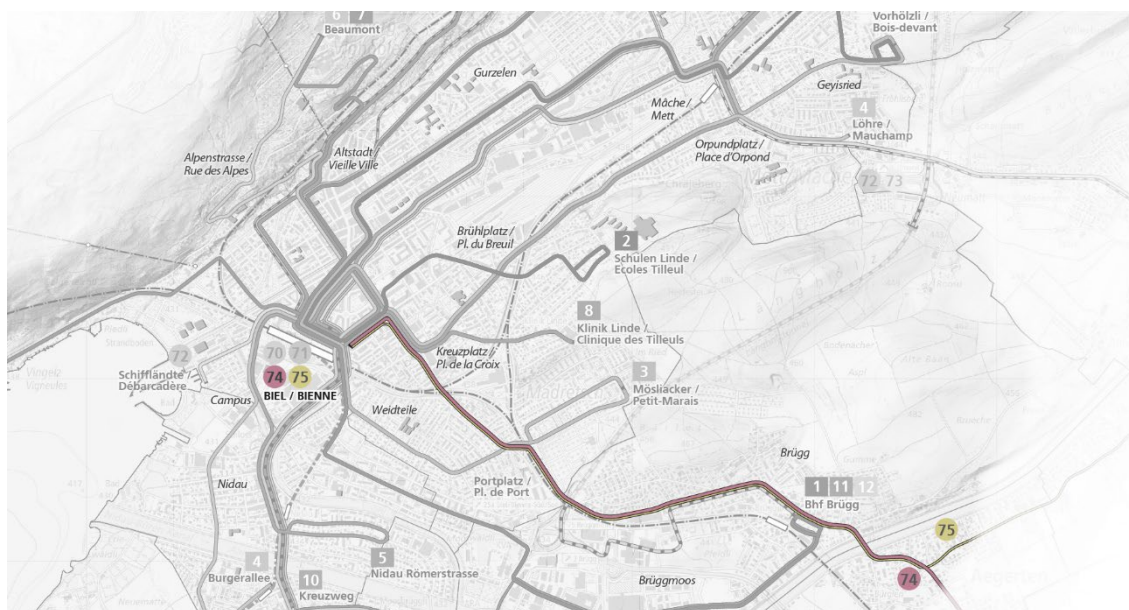 6 7
Beaumont
Vorhölzli /
Bois-devant
Gurzelen
Geyisried
Mâche /
Mett
4
Löhre /
Mauchamp
Alpenstrasse /
Rue des Alpes
Altstadt /
Vieille Ville
Orpundplatz /
Place d'Orpond
72 73
Brühlplatz /
Pl. du Breuil
2
Schulen Linde /
Ecoles Tilleul
8
Klinik Linde /
Clinique des Tilleuls
72
Schifflände /
Débarcadère
70 71
74 75
BIEL / BIENNE
Kreuzplatz /
Pl. de la Croix
3
Mösliacker /
Petit-Marais
Campus
Weidteile
Brügg
Nidau
Portplatz /
Pl. de Port
1 11 12
Bhf Brügg
75
74
4
Burgerallee
5
Nidau Römerstrasse
10
Kreuzweg
Brüggmoos
Aegerten